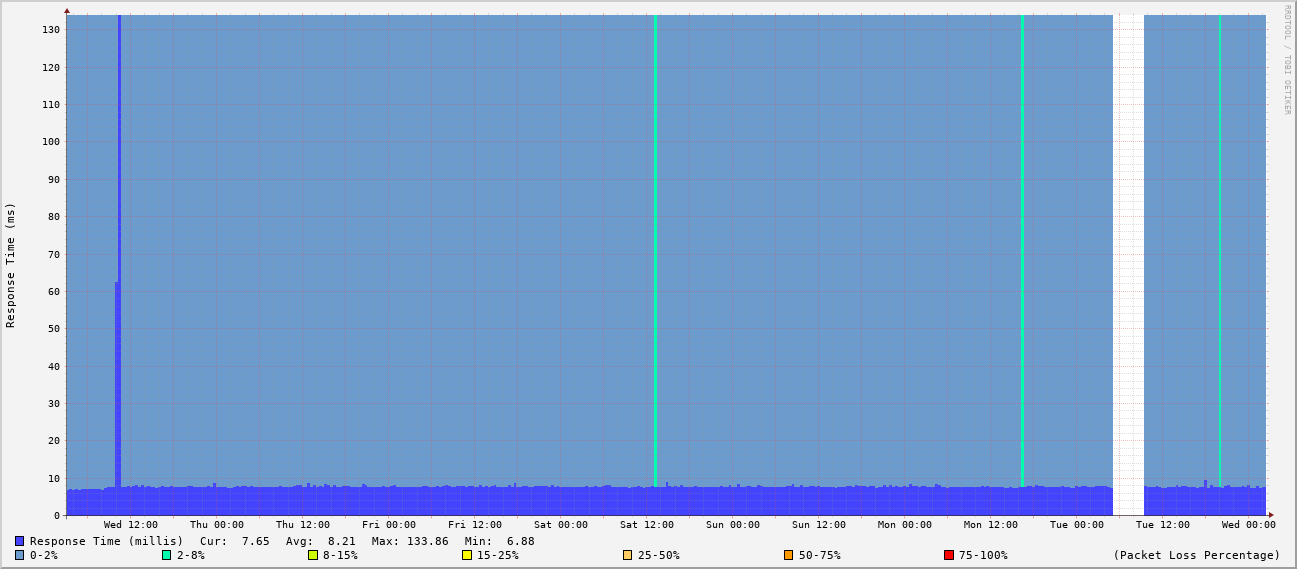 RRDTOOL / TOBI OETIKER
Response Time (ms)
130
120
110
100
90
80
70
60
50
40
30
20
10
0
Wed 12:00 Thu 00:00 Thu 12:00 Fri 00:00 Fri 12:00 Sat 00:00 Sat 12:00 Sun 00:00 Sun 12:00 Mon 00:00 Mon 12:00 Tue 00:00 Tue 12:00 Wed 00:00
Response Time (millis) Cur: 7.65 Avg: 8.21 Max: 133.86 Min: 6.88
0-2% 2-8% 8-15% 15-25% 25-50% 50-75% 75-100% (Packet Loss Percentage)